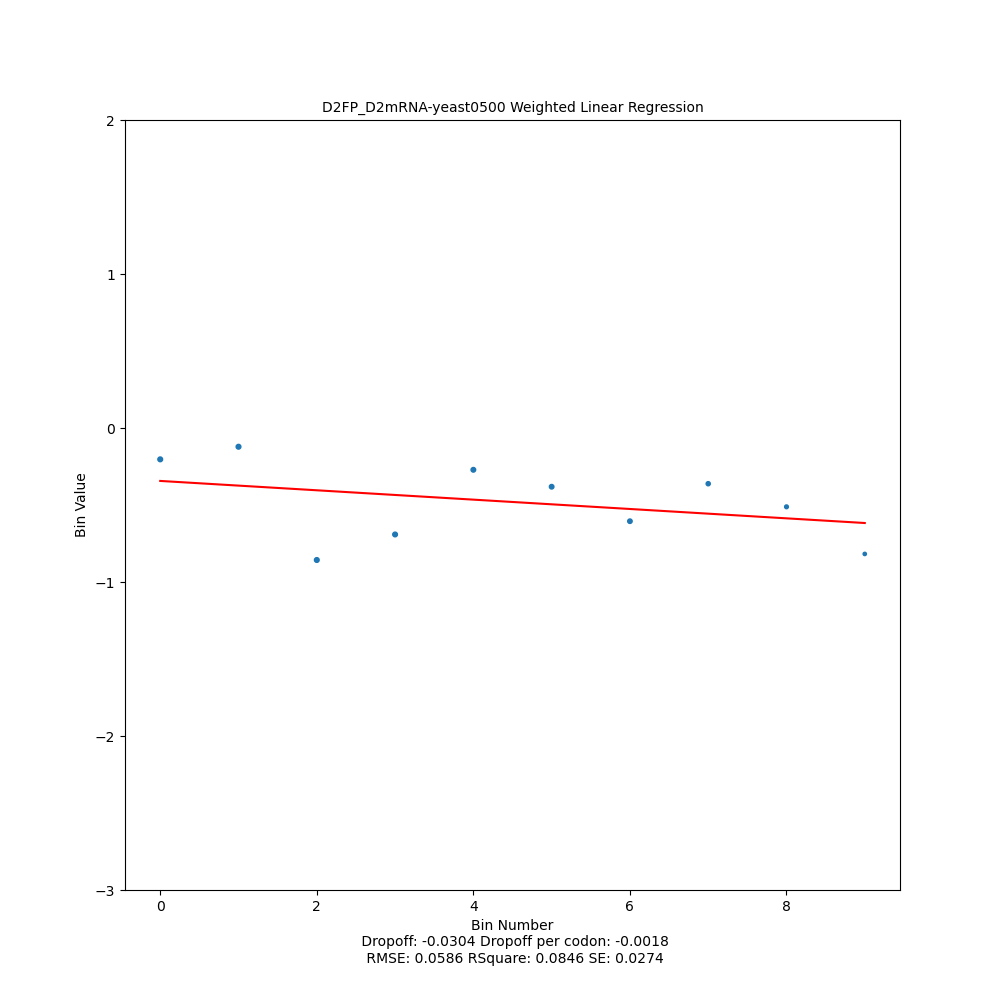 D2FP_D2mRNA-yeast0500 Weighted Linear Regression
2
1
0
−1
−2
−3
Bin Value
0 2 4 6 8
Bin Number
Dropoff: -0.0304 Dropoff per codon: -0.0018
RMSE: 0.0586 RSquare: 0.0846 SE: 0.0274